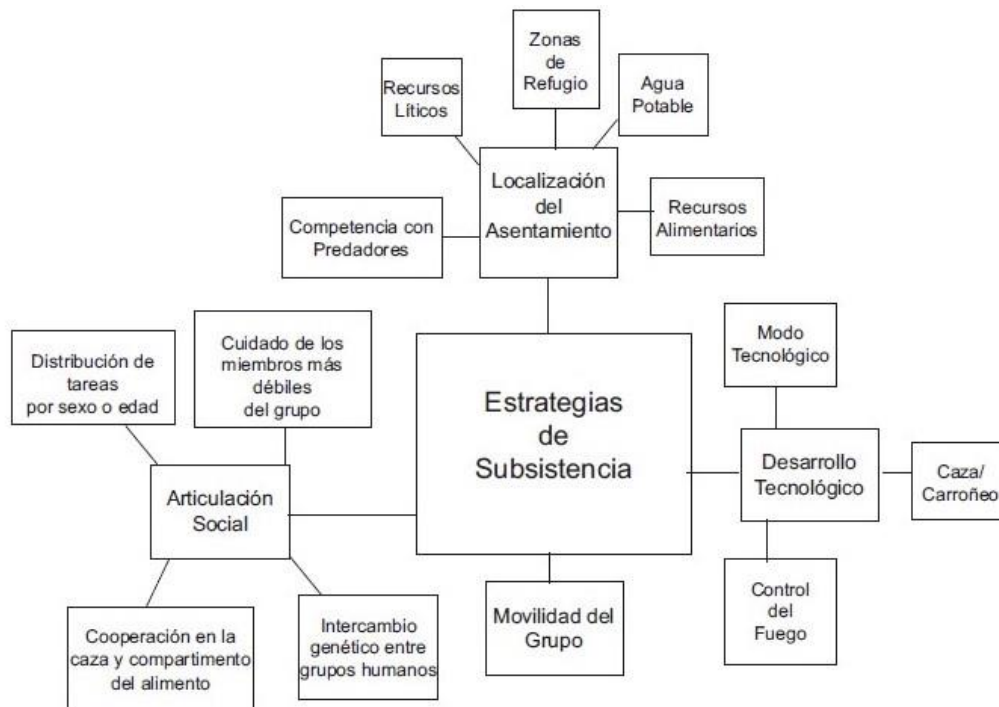 Zonas
de
Refugio
Recursos
Líticos
Agua
Potable
Localización
del
Asentamiento
Competencia con
Predadores
Recursos
Alimentarios
Distribución de
tareas
por sexo o edad
Cuidado de los
miembros más
débiles
del grupo
Estrategias
de
Subsistencia
Modo
Tecnológico
Desarrollo
Tecnológico
Caza/
Carroñeo
Articulación
Social
Control
del
Fuego
Movilidad del
Grupo
Cooperación en la
caza y compartimento
del alimento
Intercambio
genético entre
grupos humanos